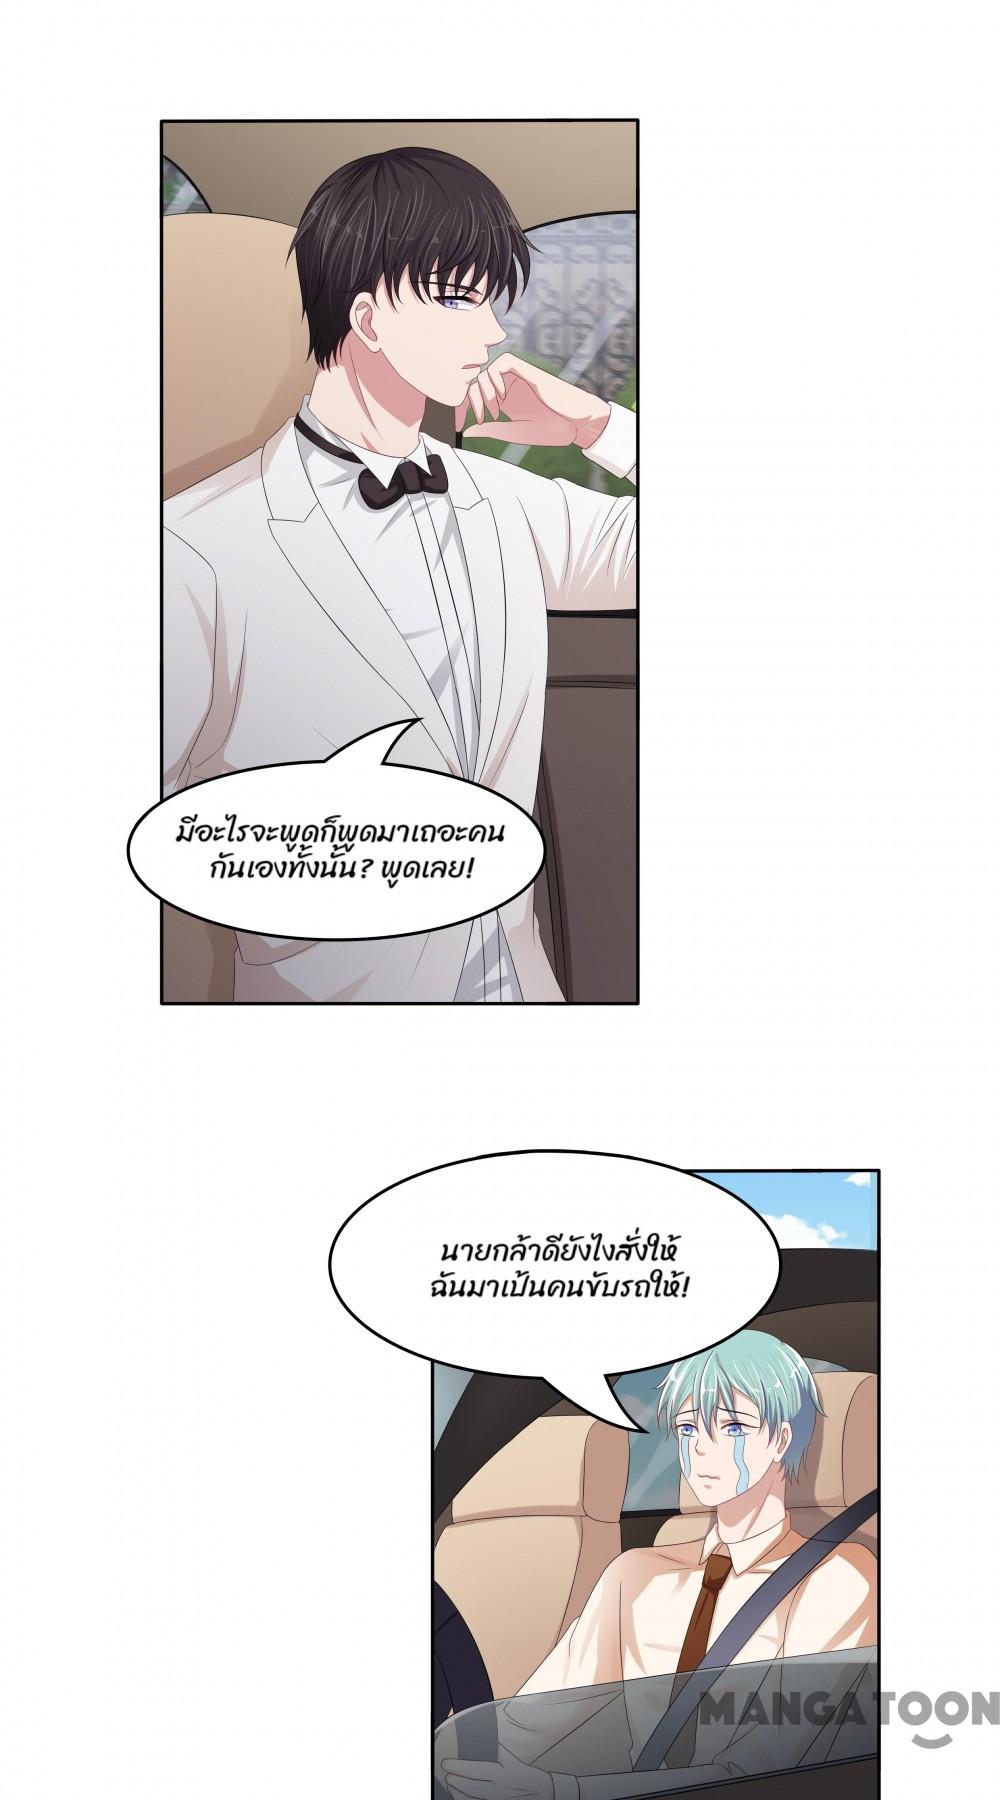 มีอะไรจะพูดก็พูดมาเถอะคน
กันเองทั้งนั้น? พูดเลย!
นายกล้าดียังไงสั่งให้
ฉันมาเป็นคนขับรถให้!
MANGATOON